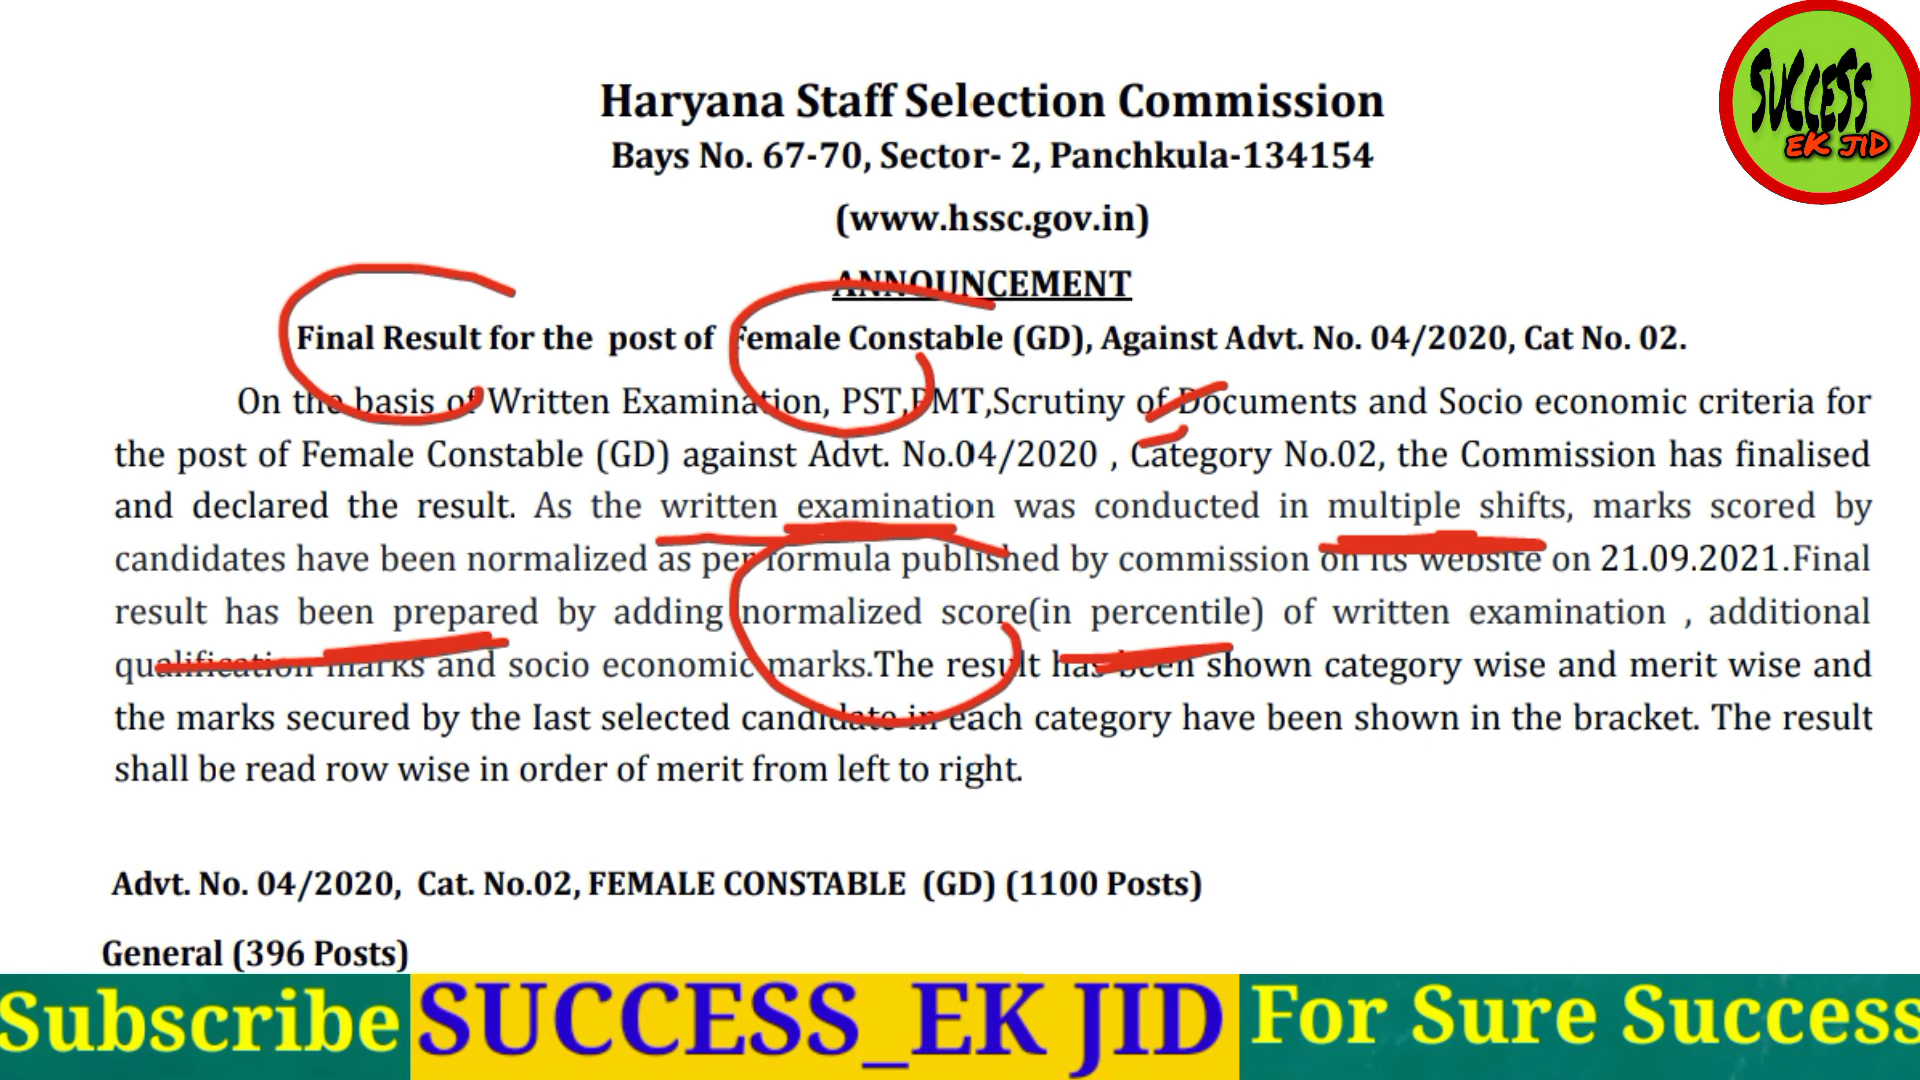 SUCCESS
EK JID
Haryana Staff Selection Commission
Bays No. 67-70, Sector- 2, Panchkula-134154
(www.hssc.gov.in)
ANNOUNCEMENT
Final Result for the post of Female Constable (GD), Against Advt. No. 04/2020, Cat No. 02.
On the basis of Written Examination, PST,PMT,Scrutiny of Documents and Socio economic criteria for
the post of Female Constable (GD) against Advt. No.04/2020 , Category No.02, the Commission has finalised
and declared the result. As the written examination was conducted in multiple shifts, marks scored by
candidates have been normalized as per formula published by commission on its website on 21.09.2021.Final
result has been prepared by adding normalized score(in percentile) of written examination , additional
qualification marks and socio economic marks.The result has been shown category wise and merit wise and
the marks secured by the last selected candidate in each category have been shown in the bracket. The result
shall be read row wise in order of merit from left to right.
Advt. No. 04/2020, Cat. No.02, FEMALE CONSTABLE (GD) (1100 Posts)
General (396 Posts)
Subscribe SUCCESS_EK JID For Sure Success